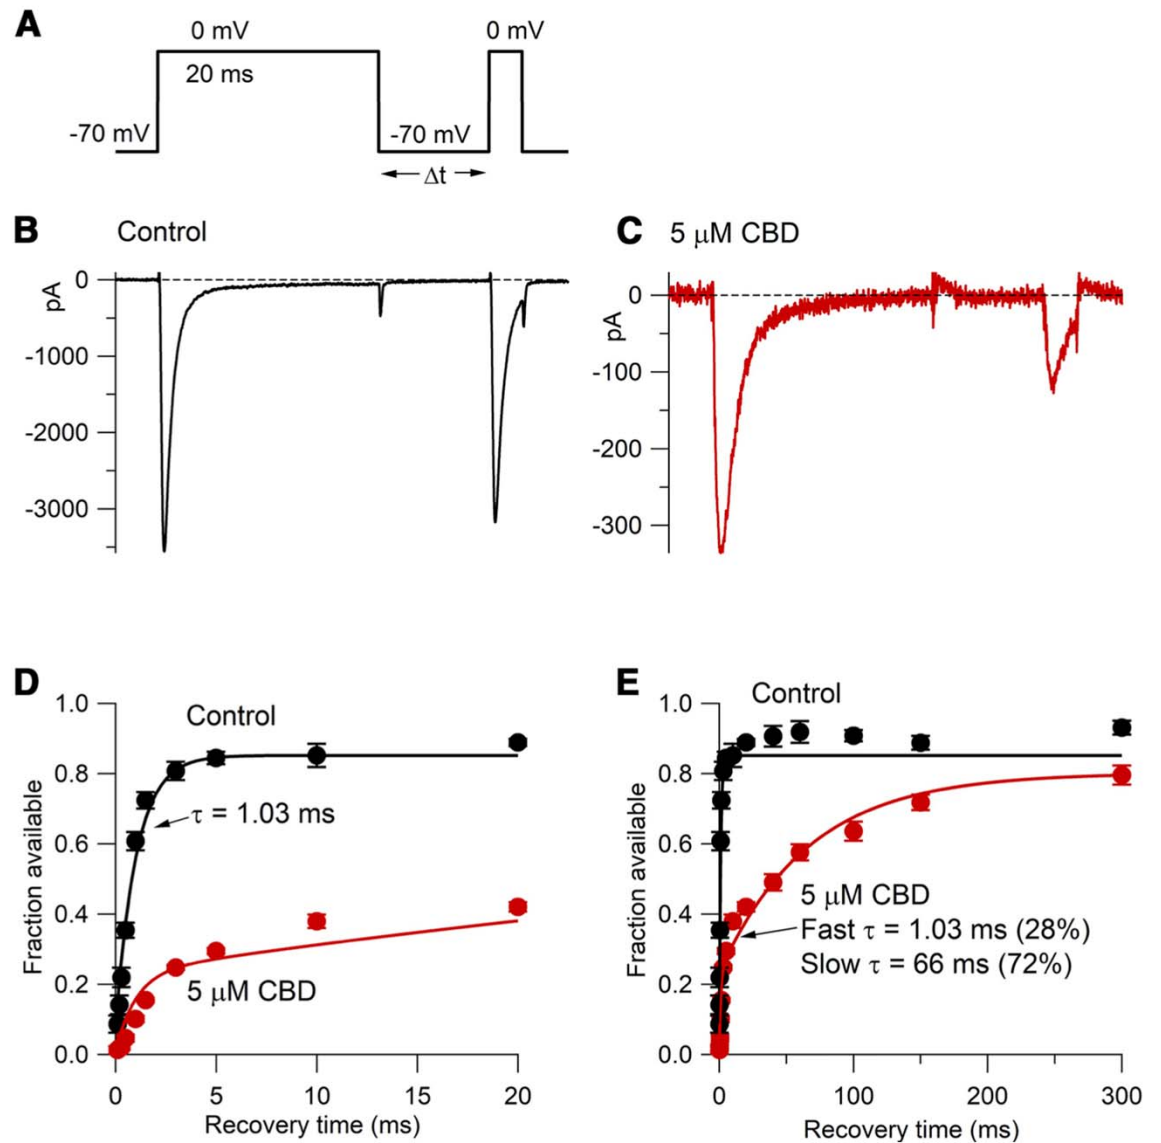 A
0 mV
0 mV
20 ms
-70 mV
-70 mV
Δt
B
Control
C
5 μM CBD
0
-1000
-2000
-3000
pA
0
-100
-200
-300
pA
D
Control
τ = 1.03 ms
5 μM CBD
1.0
0.8
0.6
0.4
0.2
0.0
Fraction available
0
5
10
15
20
Recovery time (ms)
E
Control
5 μM CBD
Fast τ = 1.03 ms (28%)
Slow τ = 66 ms (72%)
1.0
0.8
0.6
0.4
0.2
0.0
Fraction available
0
100
200
300
Recovery time (ms)